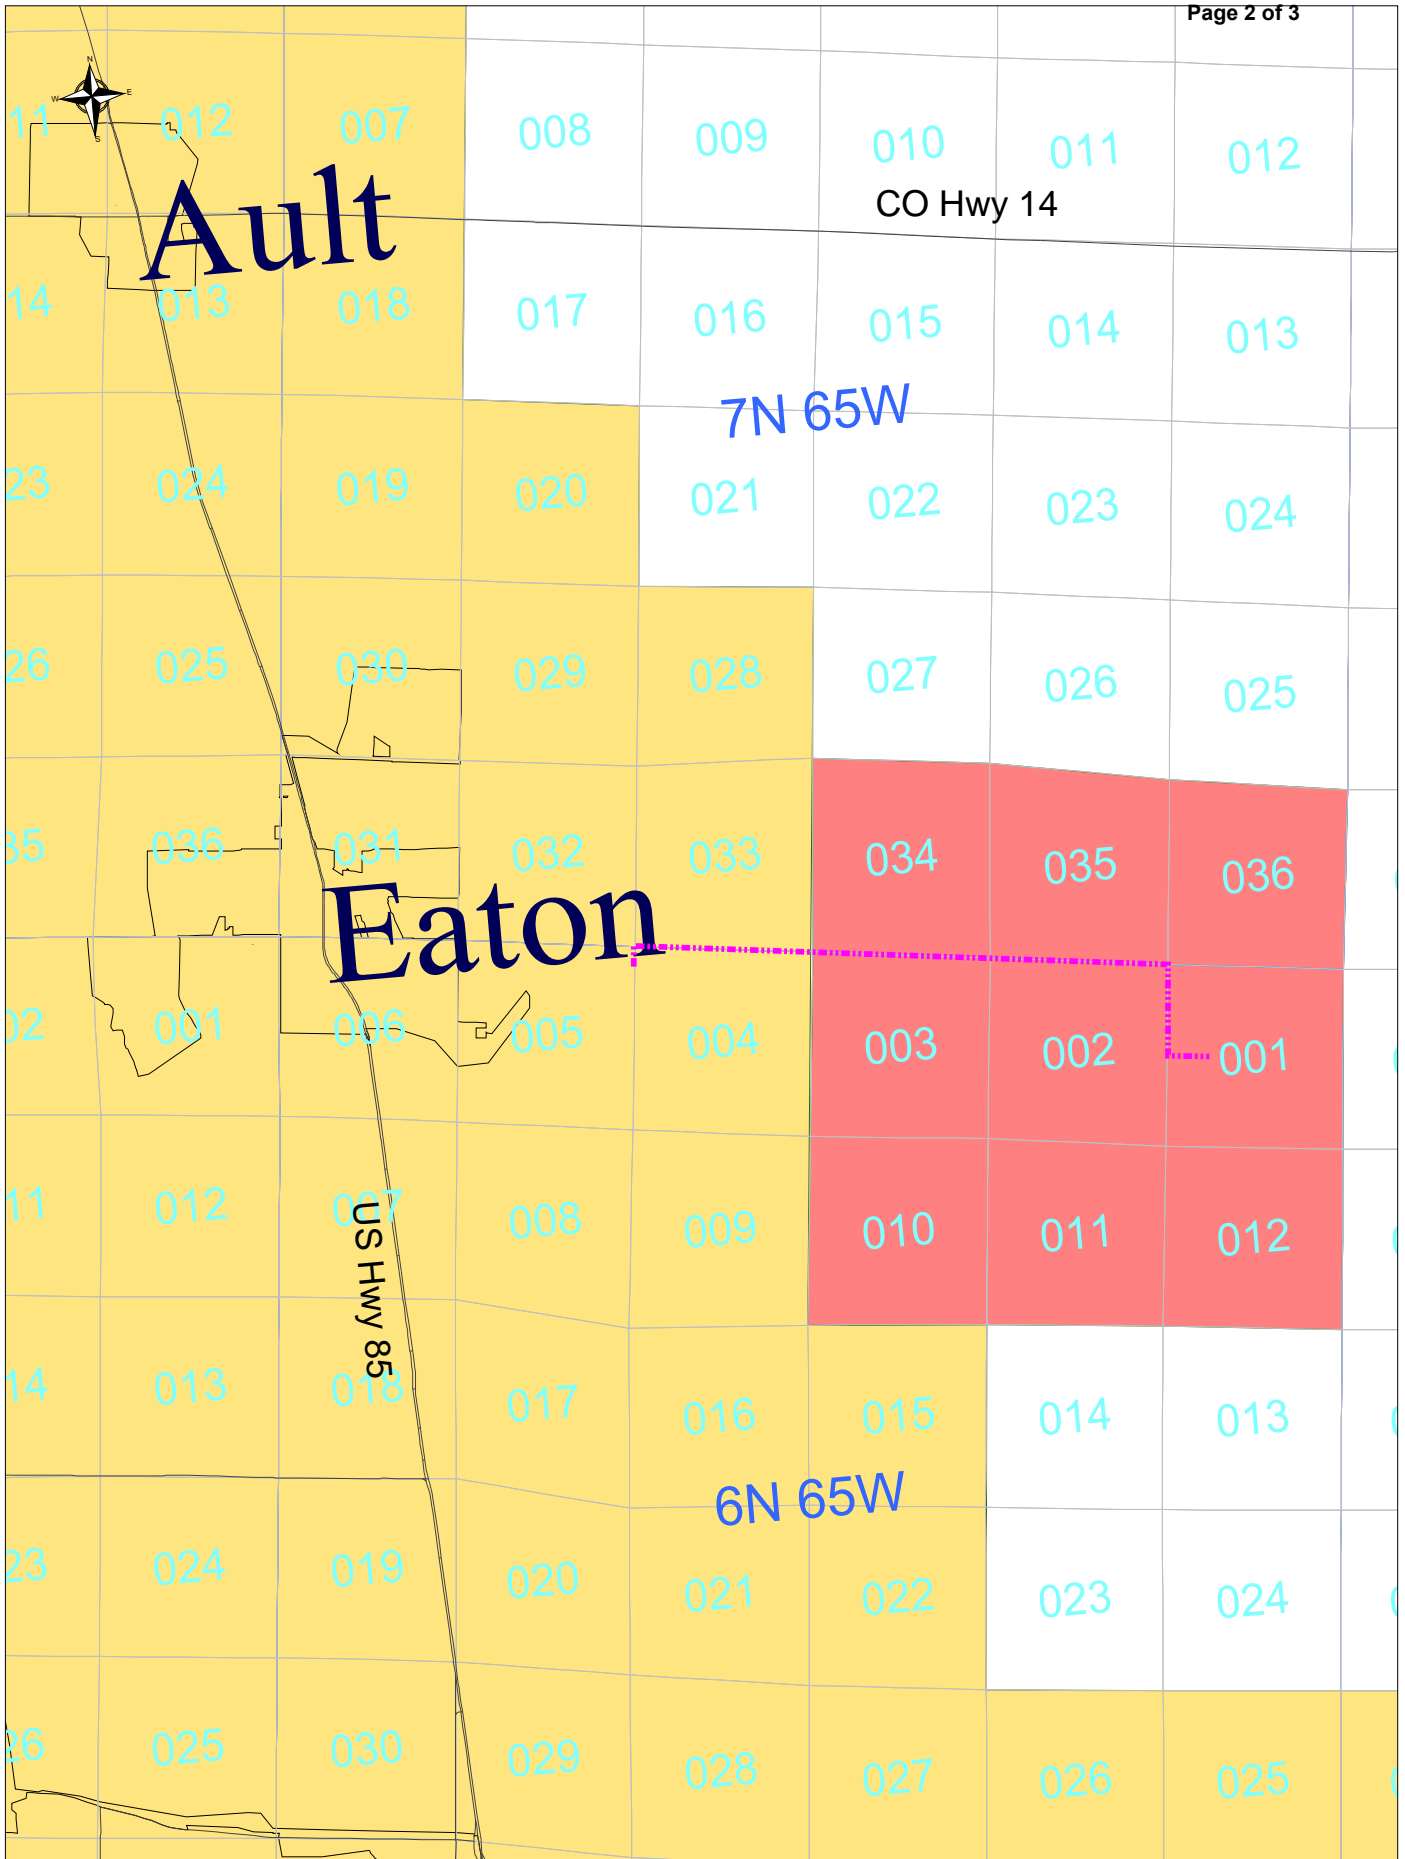 Page 2 of 3
N
W E
S
11 012 007 008 009 010 011 012
CO Hwy 14
Ault
14 013 018 017 016 015 014 013
7N 65W
23 024 019 020 021 022 023 024
26 025 030 029 028 027 026 025
35 036 031 032 033 034 035 036
Eaton
02 001 006 005 004 003 002 001
11 012 007 008 009 010 011 012
US Hwy 85
14 013 018 017 016 015 014 013
6N 65W
23 024 019 020 021 022 023 024
26 025 030 029 028 027 026 025